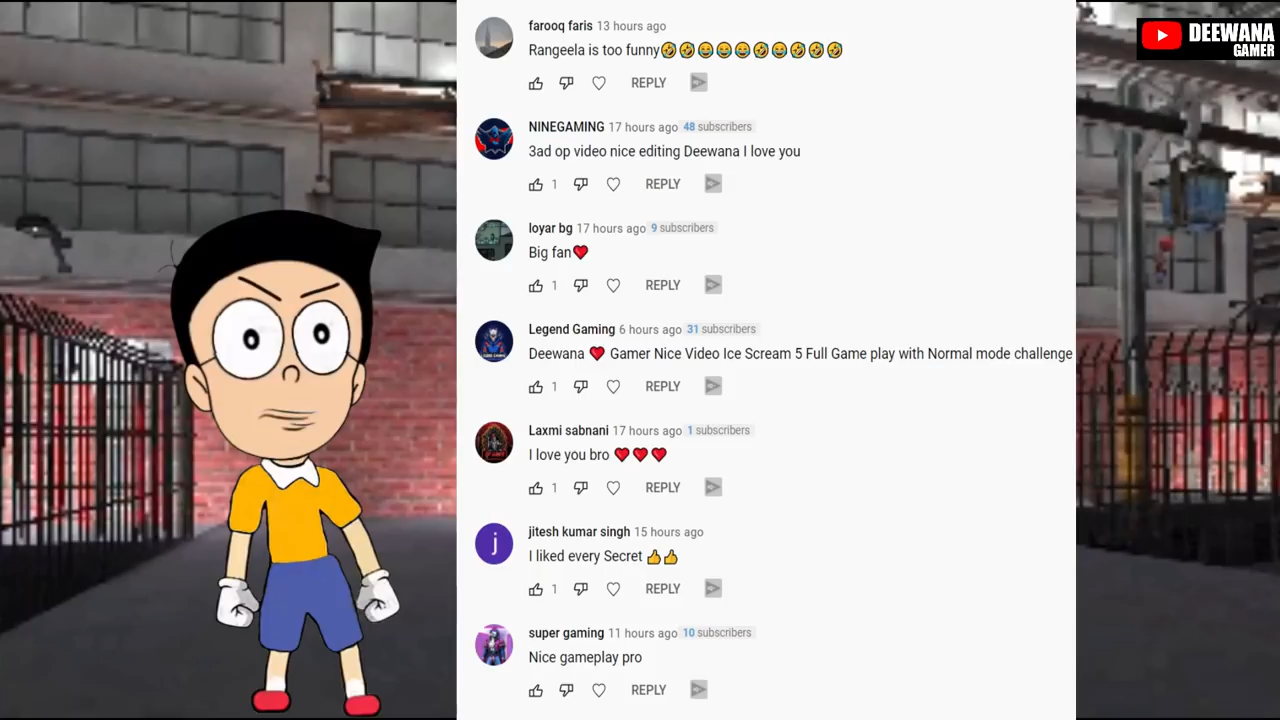 DEEWANA
GAMER
farooq faris 13 hours ago
Rangeela is too funny🤣🤣😂😂😂🤣😂🤣🤣🤣
REPLY
NINEGAMING 17 hours ago 48 subscribers
3ad op video nice editing Deewana I love you
1 REPLY
loyar bg 17 hours ago 9 subscribers
Big fan❤️
1 REPLY
Legend Gaming 6 hours ago 31 subscribers
Deewana ❤️ Gamer Nice Video Ice Scream 5 Full Game play with Normal mode challenge
1 REPLY
Laxmi sabnani 17 hours ago 1 subscribers
I love you bro ❤️❤️❤️
1 REPLY
j
jitesh kumar singh 15 hours ago
I liked every Secret 👍👍
1 REPLY
super gaming 11 hours ago 10 subscribers
Nice gameplay pro
REPLY